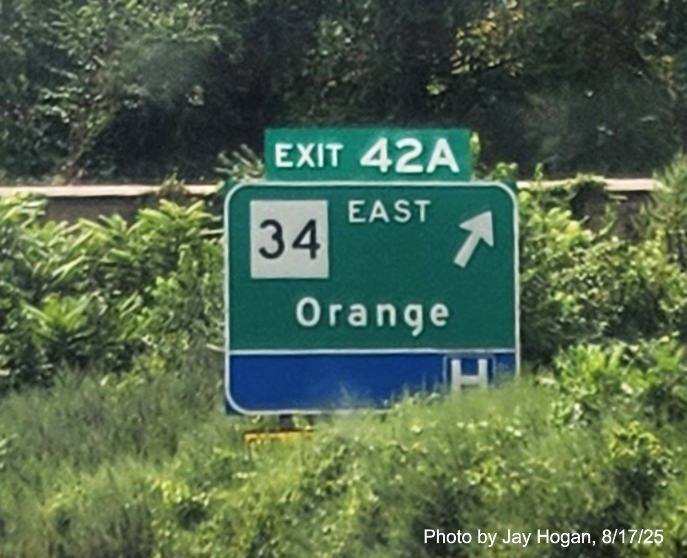 EXIT 42A
34 EAST
Orange
H
Photo by Jay Hogan, 8/17/25